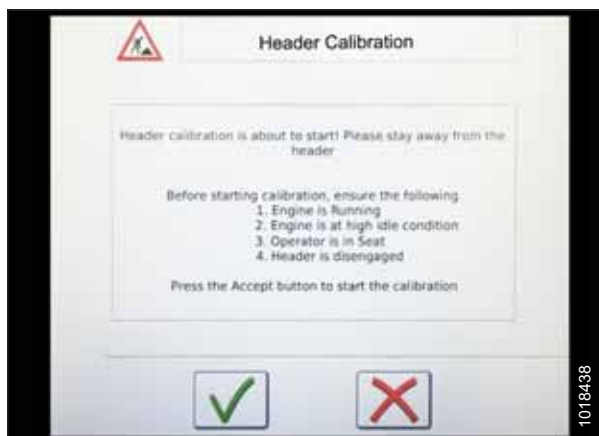 Header Calibration
Header calibration is about to start! Please stay away from the
header
Before starting calibration, ensure the following
1. Engine is Running
2. Engine is at high idle condition
3. Operator is in Seat
4. Header is disengaged
Press the Accept button to start the calibration
1018438